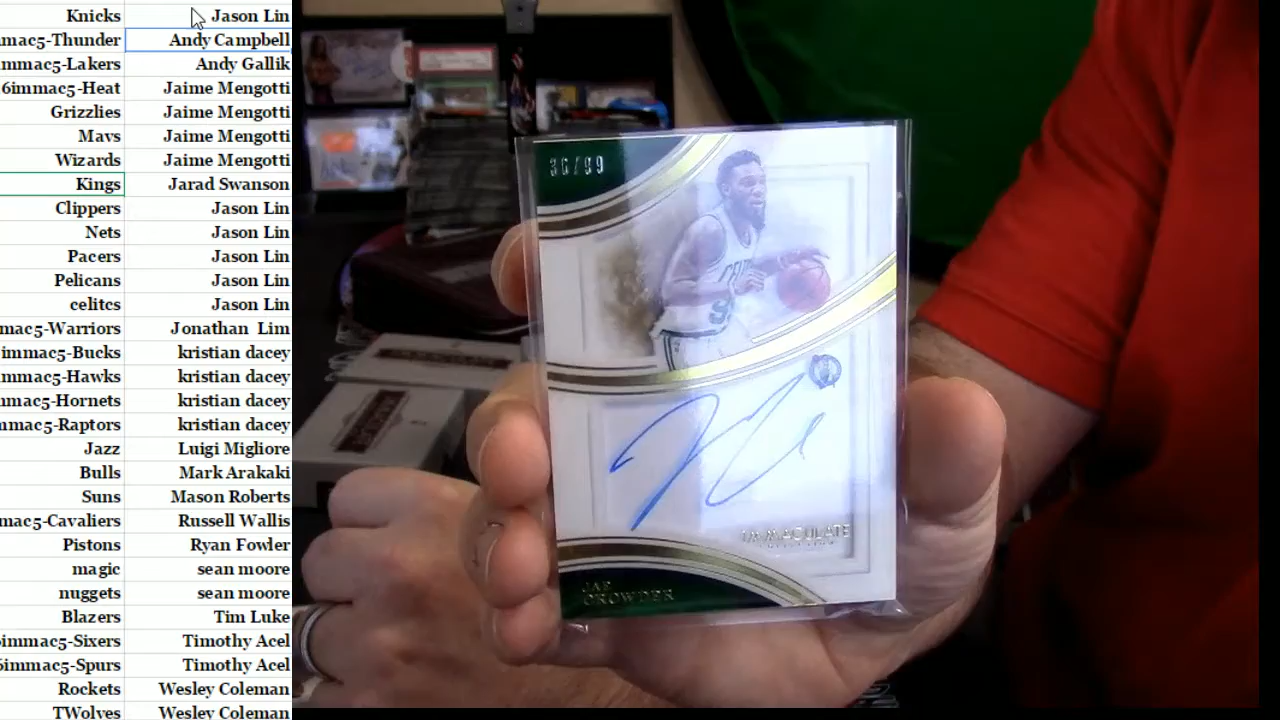 Knicks Jason Lin
mmac5-Thunder Andy Campbell
mmac5-Lakers Andy Gallik
6immac5-Heat Jaime Mengotti
Grizzlies Jaime Mengotti
Mavs Jaime Mengotti
Wizards Jaime Mengotti
Kings Jarad Swanson
Clippers Jason Lin
Nets Jason Lin
Pacers Jason Lin
Pelicans Jason Lin
celitcs Jason Lin
mac5-Warriors Jonathan Lim
immac5-Bucks kristian dacey
mmac5-Hawks kristian dacey
mac5-Hornets kristian dacey
mac5-Raptors kristian dacey
Jazz Luigi Migliore
Bulls Mark Arakaki
Suns Mason Roberts
mac5-Cavaliers Russell Wallis
Pistons Ryan Fowler
magic sean moore
nuggets sean moore
Blazers Tim Luke
6immac5-Sixers Timothy Acel
6immac5-Spurs Timothy Acel
Rockets Wesley Coleman
TWolves Wesley Coleman
36/99
IMMACULATE
COLLECTION
JAE
CROWDER